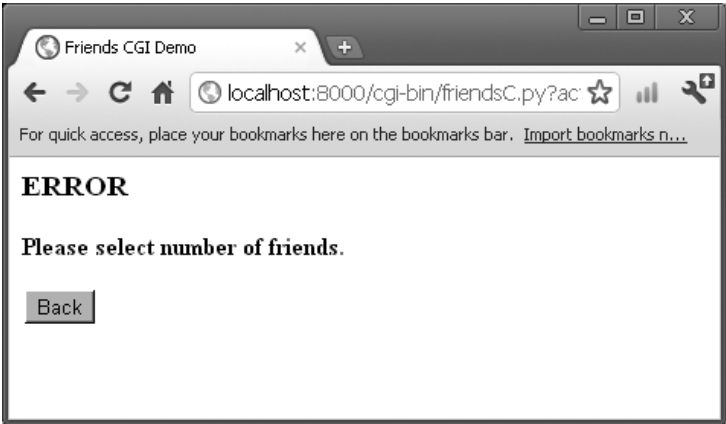 Friends CGI Demo
localhost:8000/cgi-bin/friendsC.py?ac
For quick access, place your bookmarks here on the bookmarks bar. Import bookmarks n...
ERROR
Please select number of friends.
Back